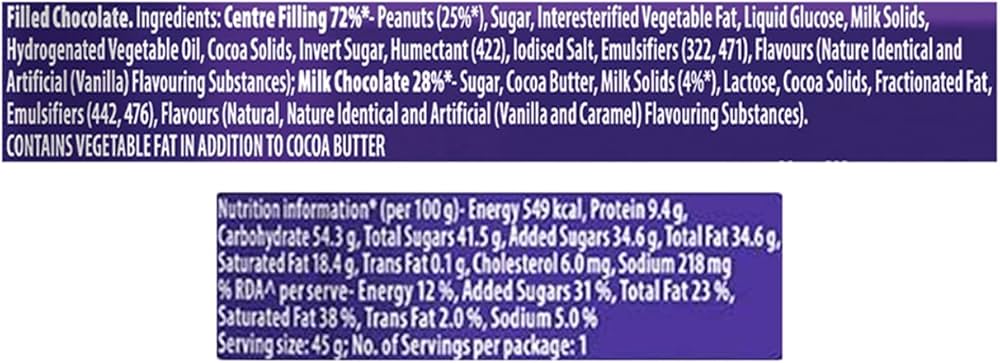 Filled Chocolate. Ingredients: Centre Filling 72%*- Peanuts (25%*), Sugar, Interesterified Vegetable Fat, Liquid Glucose, Milk Solids,
Hydrogenated Vegetable Oil, Cocoa Solids, Invert Sugar, Humectant (422), Iodised Salt, Emulsifiers (322, 471), Flavours (Nature Identical and
Artificial (Vanilla) Flavouring Substances); Milk Chocolate 28%*- Sugar, Cocoa Butter, Milk Solids (4%*), Lactose, Cocoa Solids, Fractionated Fat,
Emulsifiers (442, 476), Flavours (Natural, Nature Identical and Artificial (Vanilla and Caramel) Flavouring Substances).
CONTAINS VEGETABLE FAT IN ADDITION TO COCOA BUTTER
Nutrition information* (per 100 g)- Energy 549 kcal, Protein 9.4 g,
Carbohydrate 54.3 g, Total Sugars 41.5 g, Added Sugars 34.6 g, Total Fat 34.6 g,
Saturated Fat 18.4 g, Trans Fat 0.1 g, Cholesterol 6.0 mg, Sodium 218 mg
% RDA^ per serve- Energy 12 %, Added Sugars 31 %, Total Fat 23 %,
Saturated Fat 38 %, Trans Fat 2.0 %, Sodium 5.0 %
Serving size: 45 g; No. of Servings per package: 1